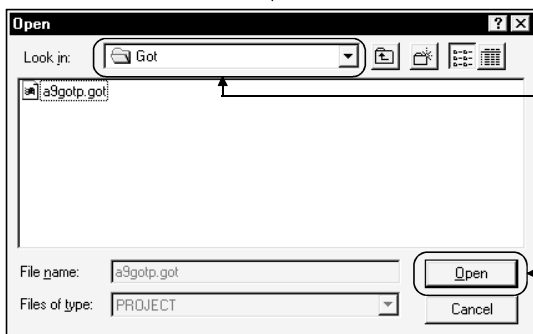 Open
Look in: Got
a9gotp.got
File name: a9gotp.got Open
Files of type: PROJECT Cancel